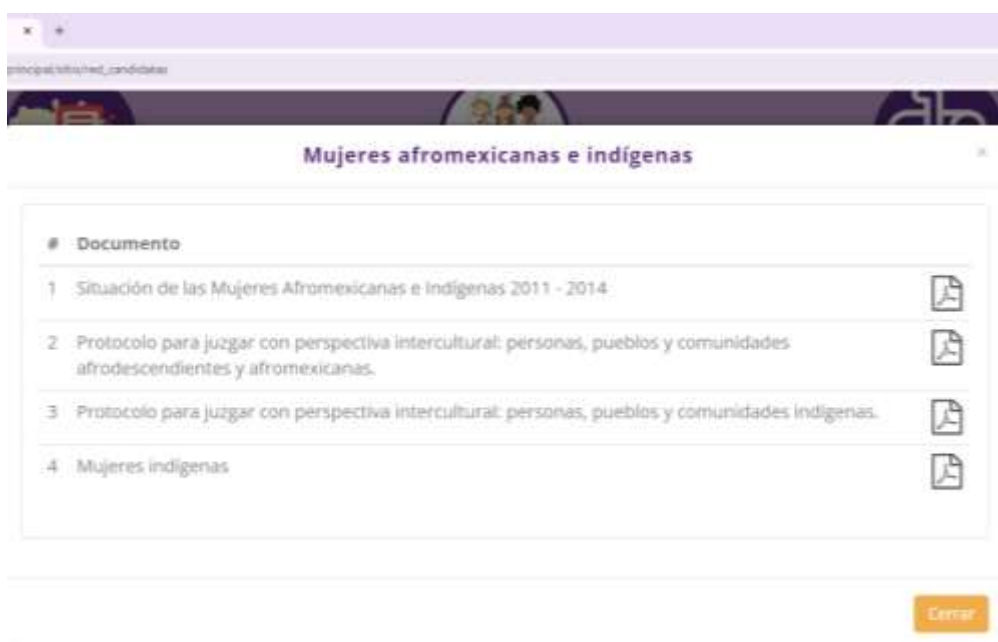 principal/sitio/red_candidatas
Mujeres afromexicanas e indígenas
# Documento
1 Situación de las Mujeres Afromexicanas e Indígenas 2011 - 2014
2 Protocolo para juzgar con perspectiva intercultural: personas, pueblos y comunidades
afrodescendientes y afromexicanas.
3 Protocolo para juzgar con perspectiva intercultural: personas, pueblos y comunidades indígenas.
4 Mujeres indígenas
Cerrar